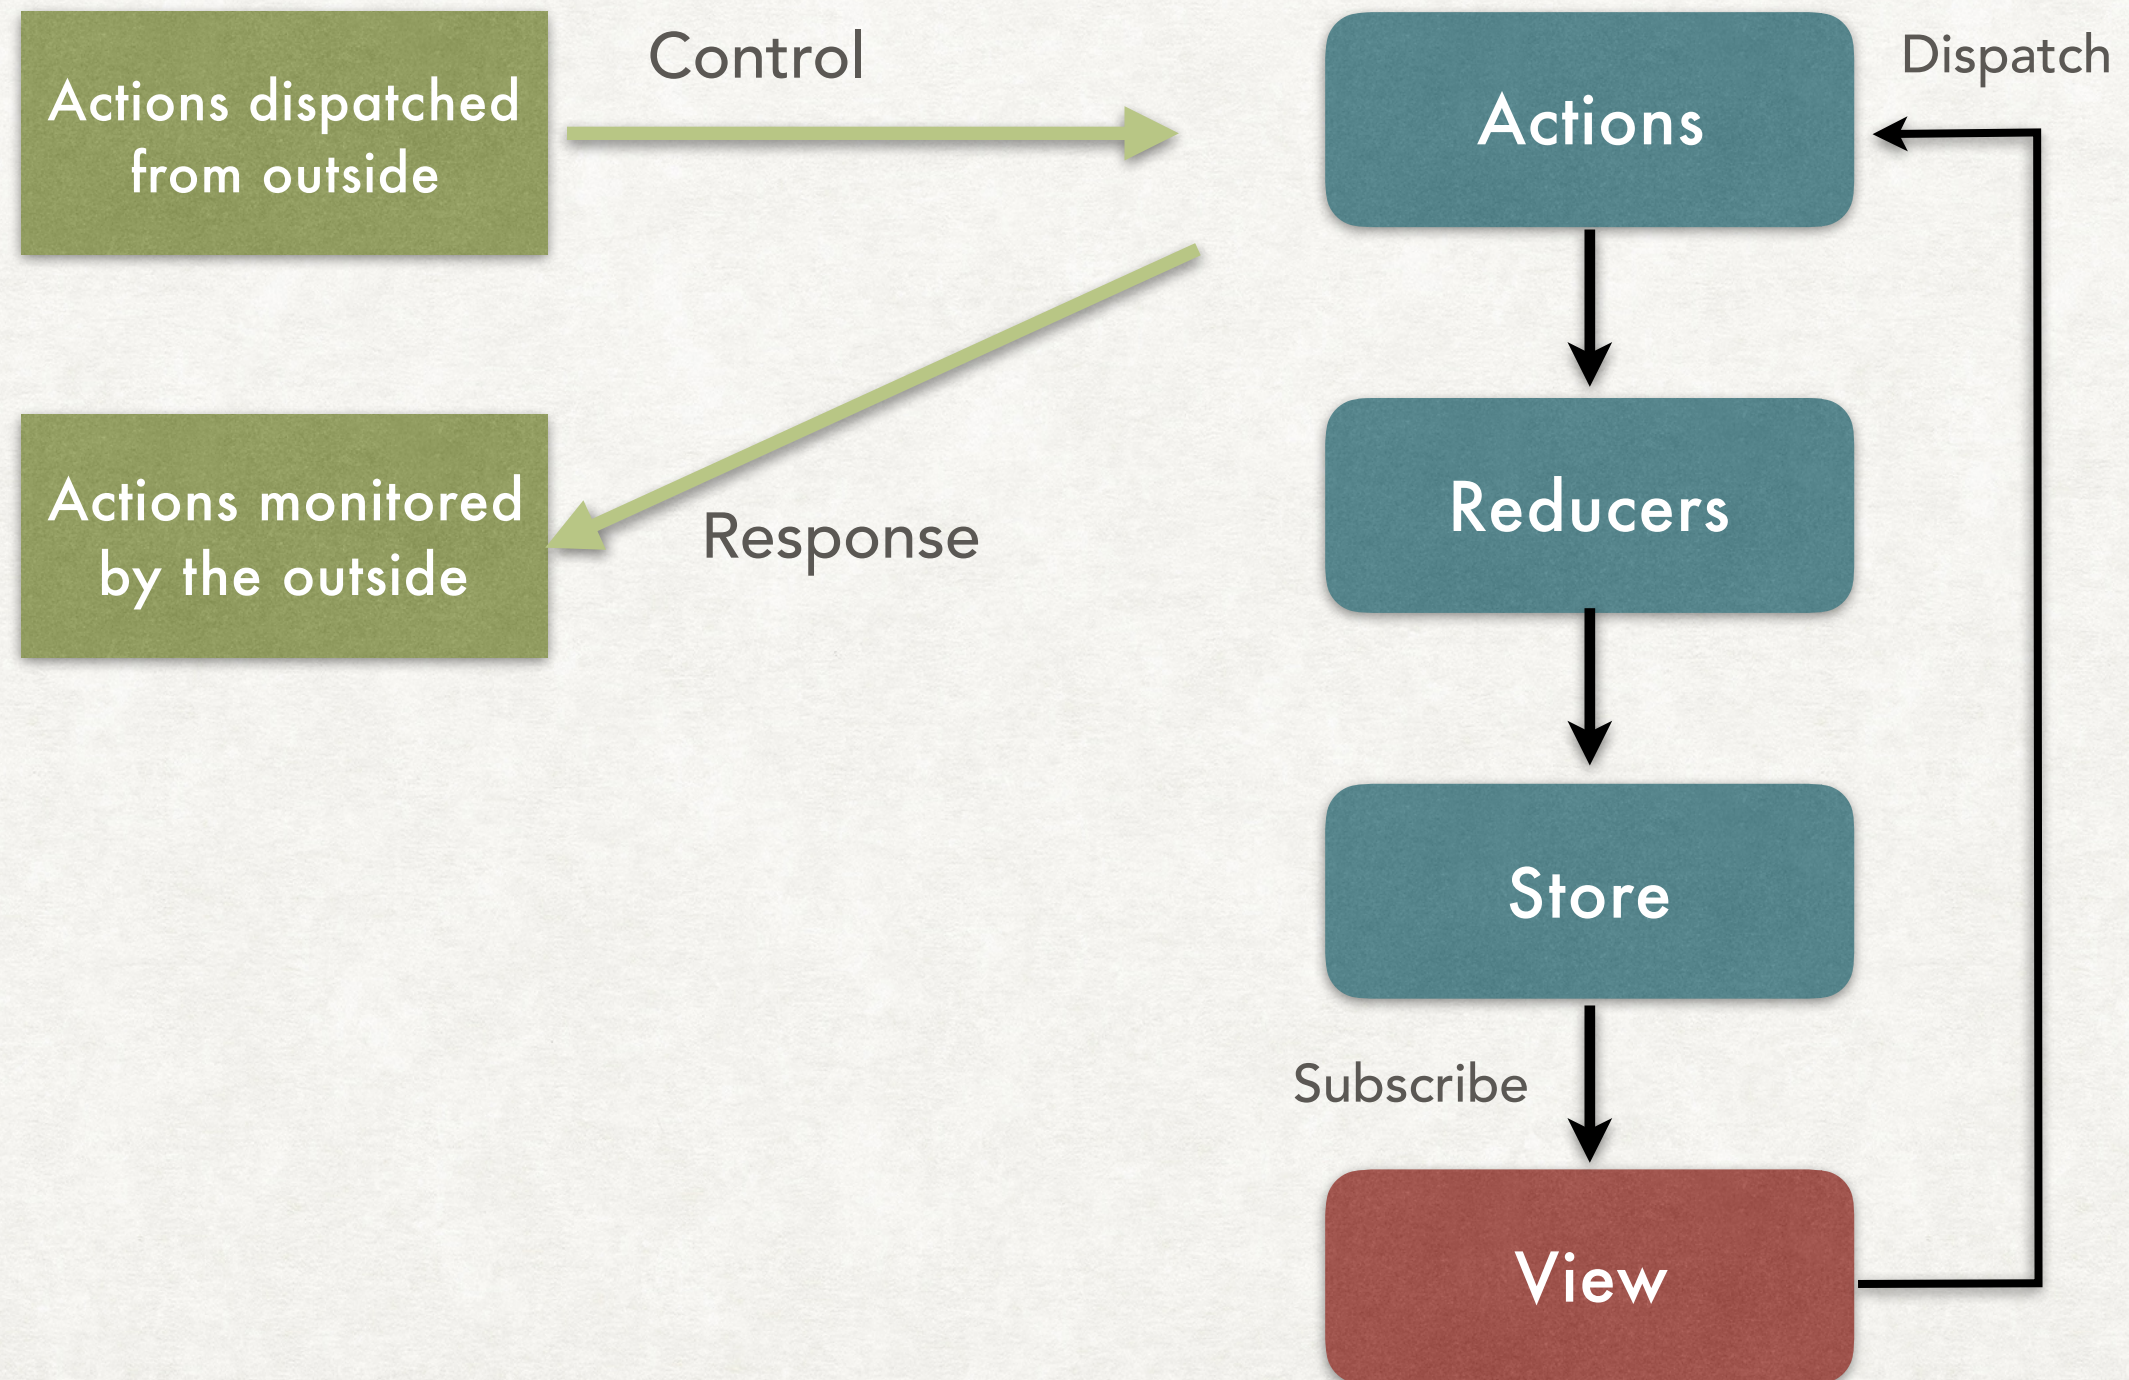 Actions dispatched
from outside
Control
Actions
Dispatch
Actions monitored
by the outside
Response
Reducers
Store
Subscribe
View